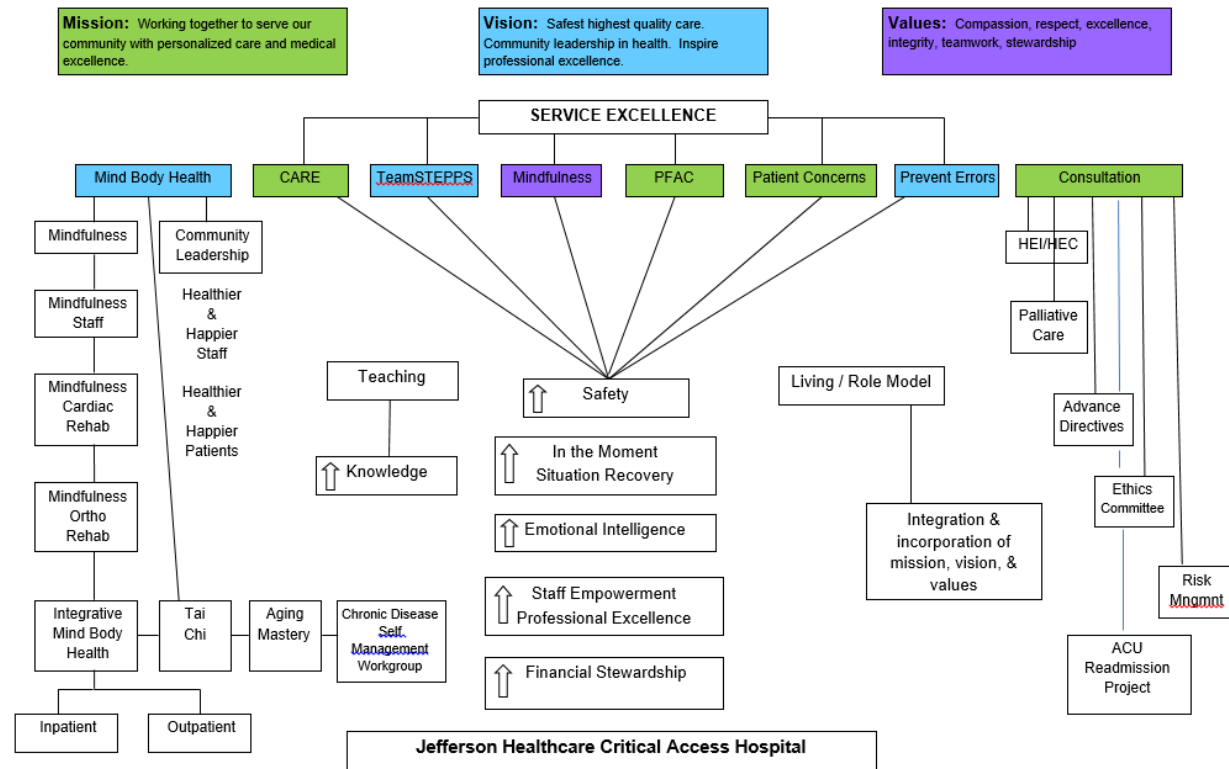 Mission: Working together to serve our
community with personalized care and medical
excellence.
Vision: Safest highest quality care.
Community leadership in health. Inspire
professional excellence.
Values: Compassion, respect, excellence,
integrity, teamwork, stewardship
SERVICE EXCELLENCE
Mind Body Health
CARE
TeamSTEPPS
Mindfulness
PFAC
Patient Concerns
Prevent Errors
Consultation
Mindfulness
Mindfulness
Staff
Mindfulness
Cardiac
Rehab
Mindfulness
Ortho
Rehab
Integrative
Mind Body
Health
Inpatient
Outpatient
Community
Leadership
Healthier
&
Happier
Staff
Healthier
&
Happier
Patients
Tai
Chi
Aging
Mastery
Chronic Disease
Self
Management
Workgroup
Teaching
Knowledge
Safety
In the Moment
Situation Recovery
Emotional Intelligence
Staff Empowerment
Professional Excellence
Financial Stewardship
Living / Role Model
Integration &
incorporation of
mission, vision, &
values
HEI/HEC
Palliative
Care
Advance
Directives
Ethics
Committee
Risk
Mngmnt
ACU
Readmission
Project
Jefferson Healthcare Critical Access Hospital